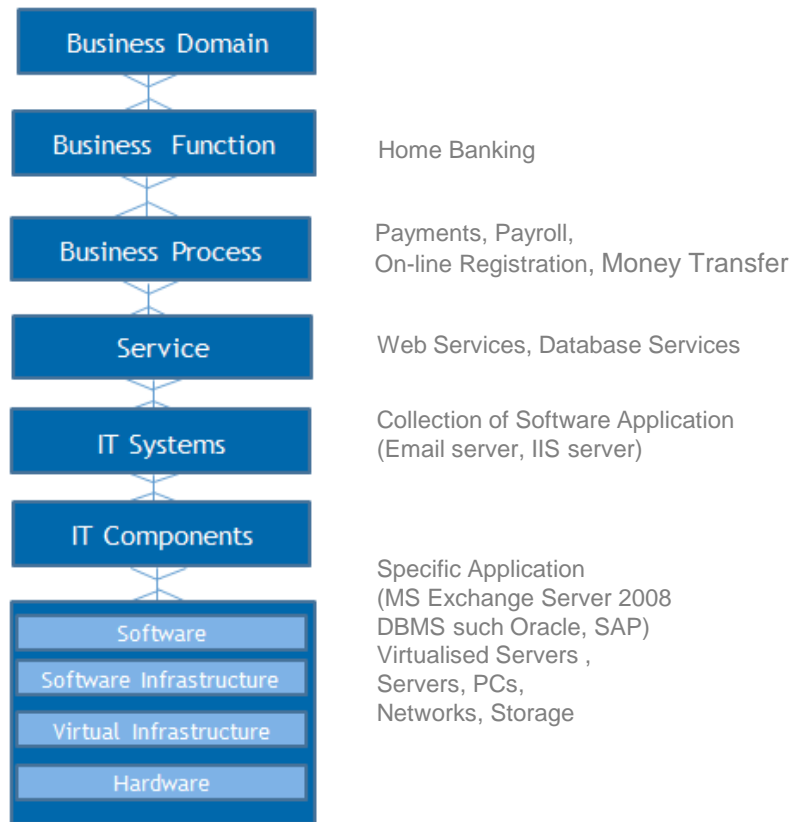 Business Domain
Business Function
Home Banking
Business Process
Payments, Payroll,
On-line Registration, Money Transfer
Service
Web Services, Database Services
IT Systems
Collection of Software Application
(Email server, IIS server)
IT Components
Specific Application
(MS Exchange Server 2008
DBMS such Oracle, SAP)
Virtualised Servers ,
Servers, PCs,
Networks, Storage
Software
Software Infrastructure
Virtual Infrastructure
Hardware